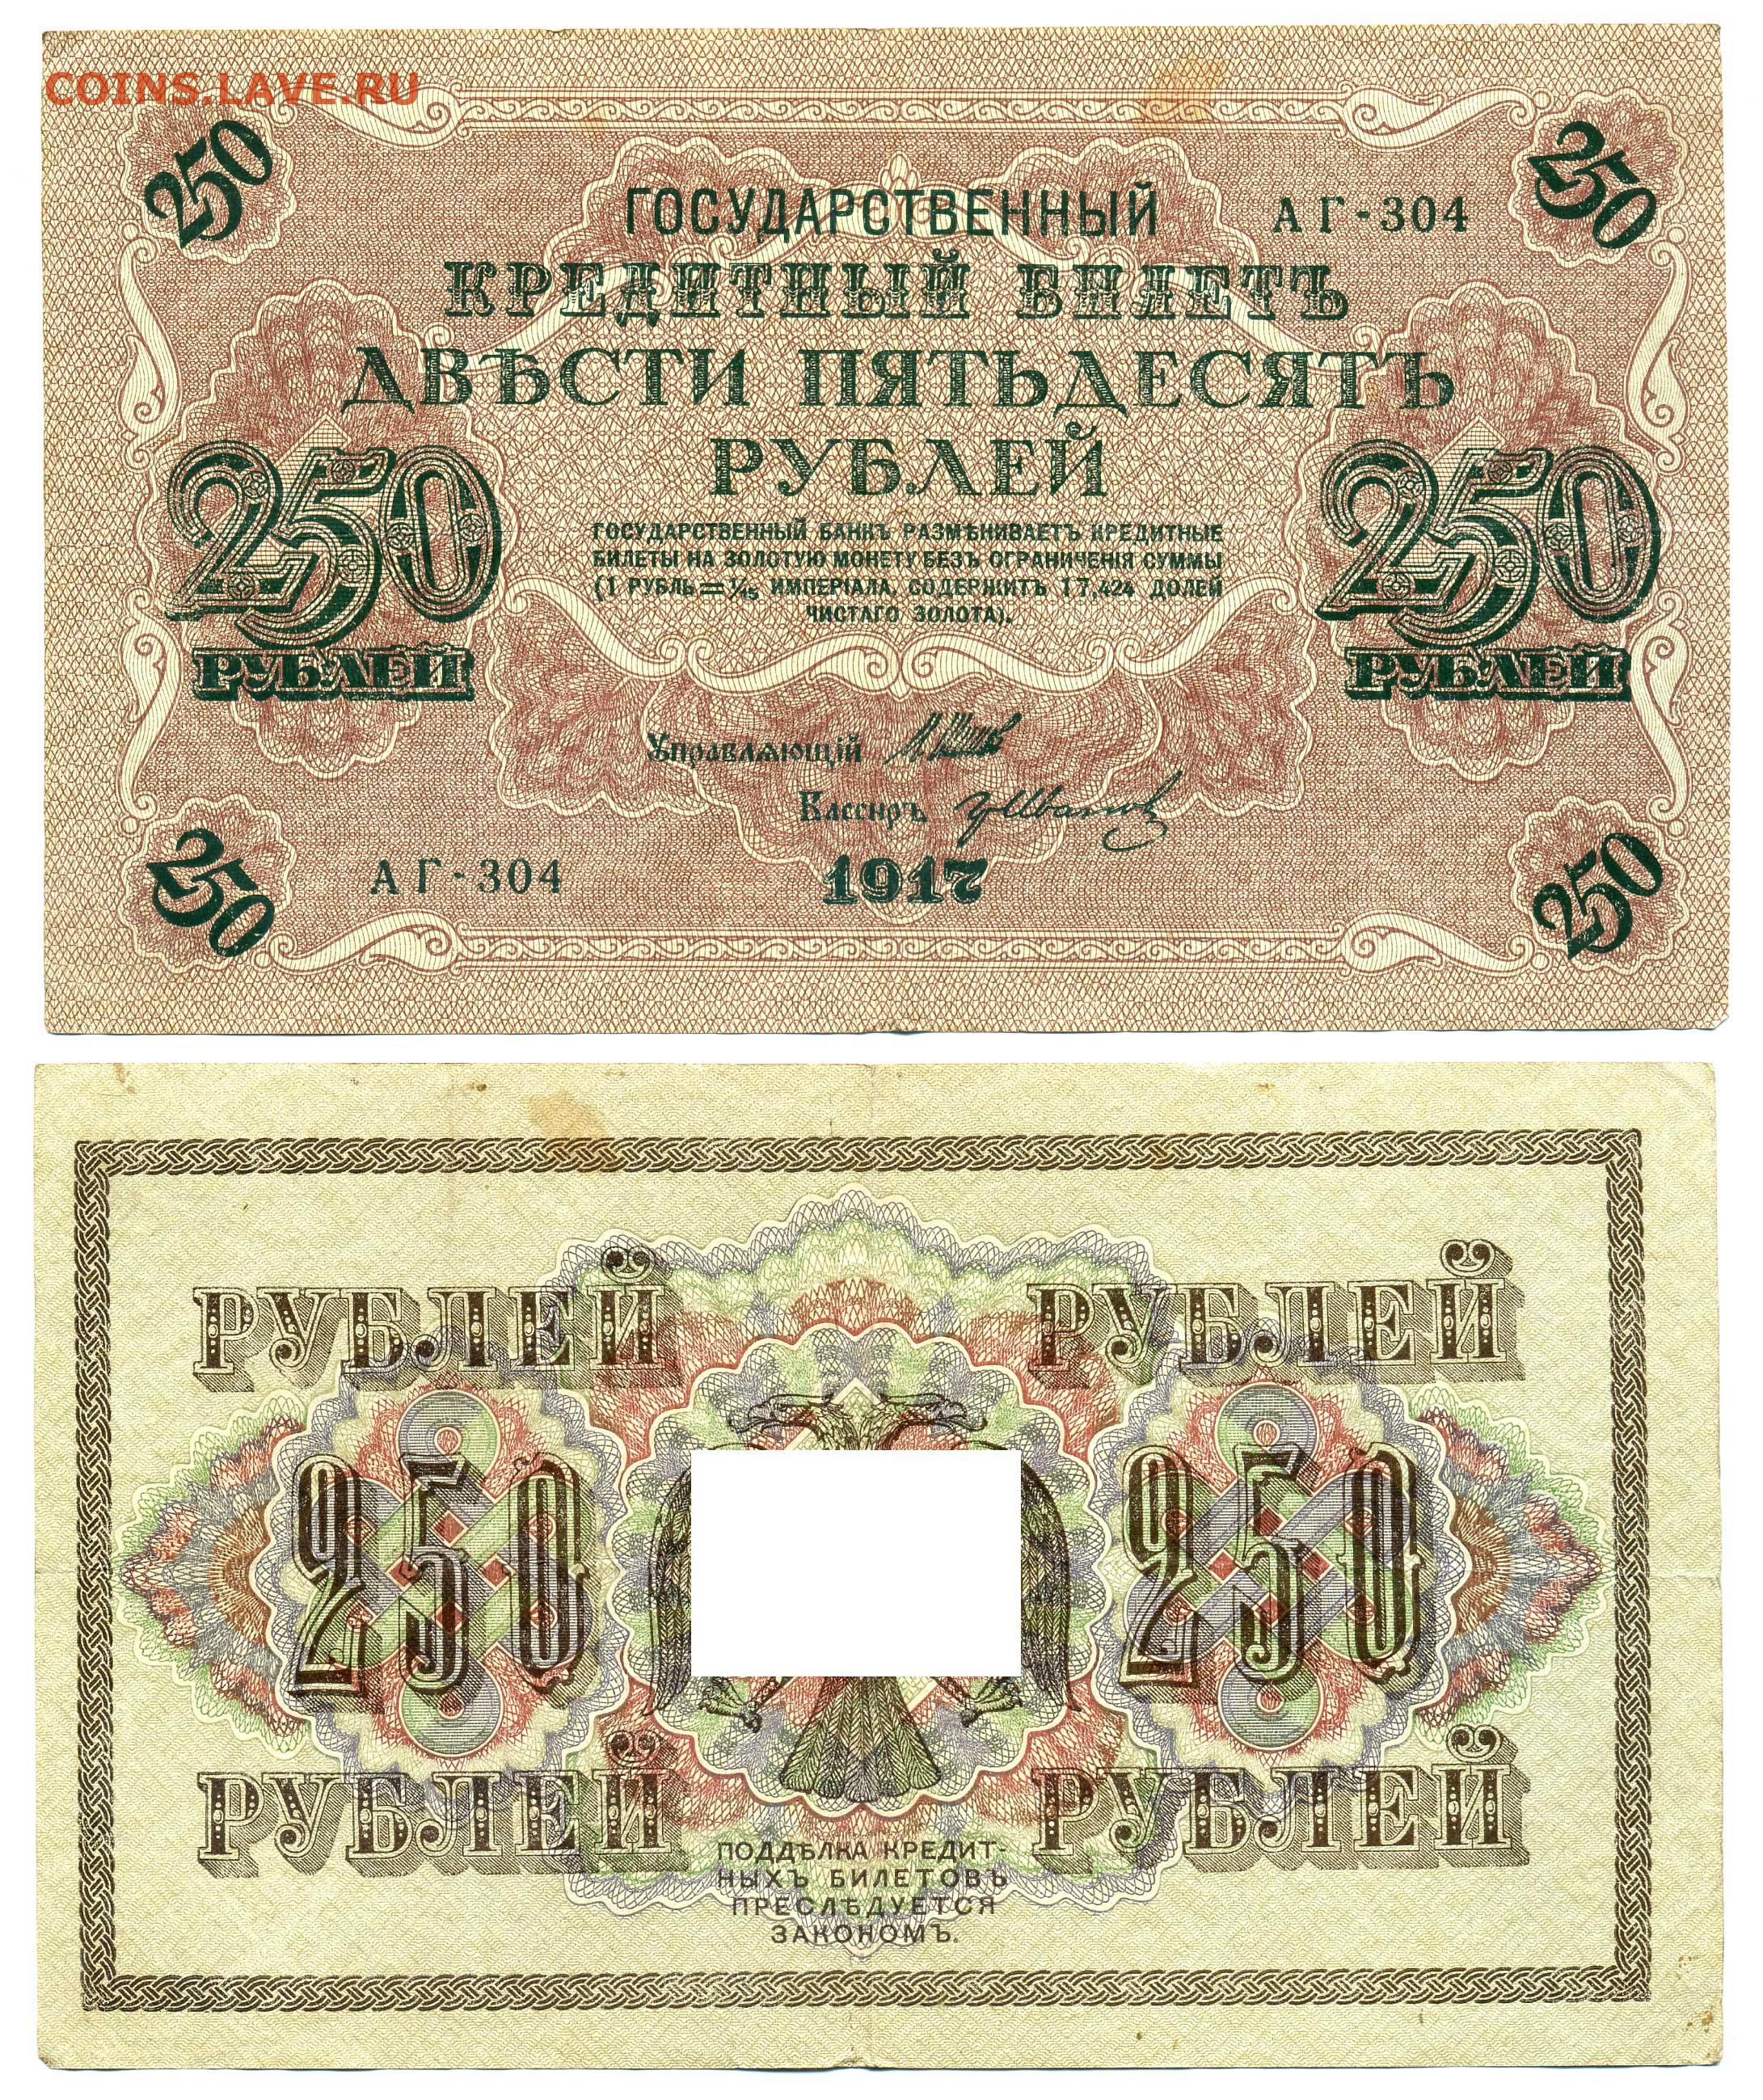 COINS.LAVE.RU
250 250
ГОСУДАРСТВЕННЫЙ АГ-304
КРЕДИТНЫЙ БИЛЕТЪ
ДВѢСТИ ПЯТЬДЕСЯТЪ
РУБЛЕЙ
250 250
РУБЛЕЙ РУБЛЕЙ
ГОСУДАРСТВЕННЫЙ БАНКЪ РАЗМѢНИВАЕТЪ КРЕДИТНЫЕ
БИЛЕТЫ НА ЗОЛОТУЮ МОНЕТУ БЕЗЪ ОГРАНИЧЕНІЯ СУММЫ
(1 РУБЛЬ = 1/15 ИМПЕРІАЛА, СОДЕРЖИТЪ 17,424 ДОЛЕЙ
ЧИСТАГО ЗОЛОТА).
Управляющій
Кассиръ
АГ-304 1917
250 250
РУБЛЕЙ РУБЛЕЙ
250 250
РУБЛЕЙ РУБЛЕЙ
ПОДДѢЛКА КРЕДИТ-
НЫХЪ БИЛЕТОВЪ
ПРЕСЛѢДУЕТСЯ
ЗАКОНОМЪ.